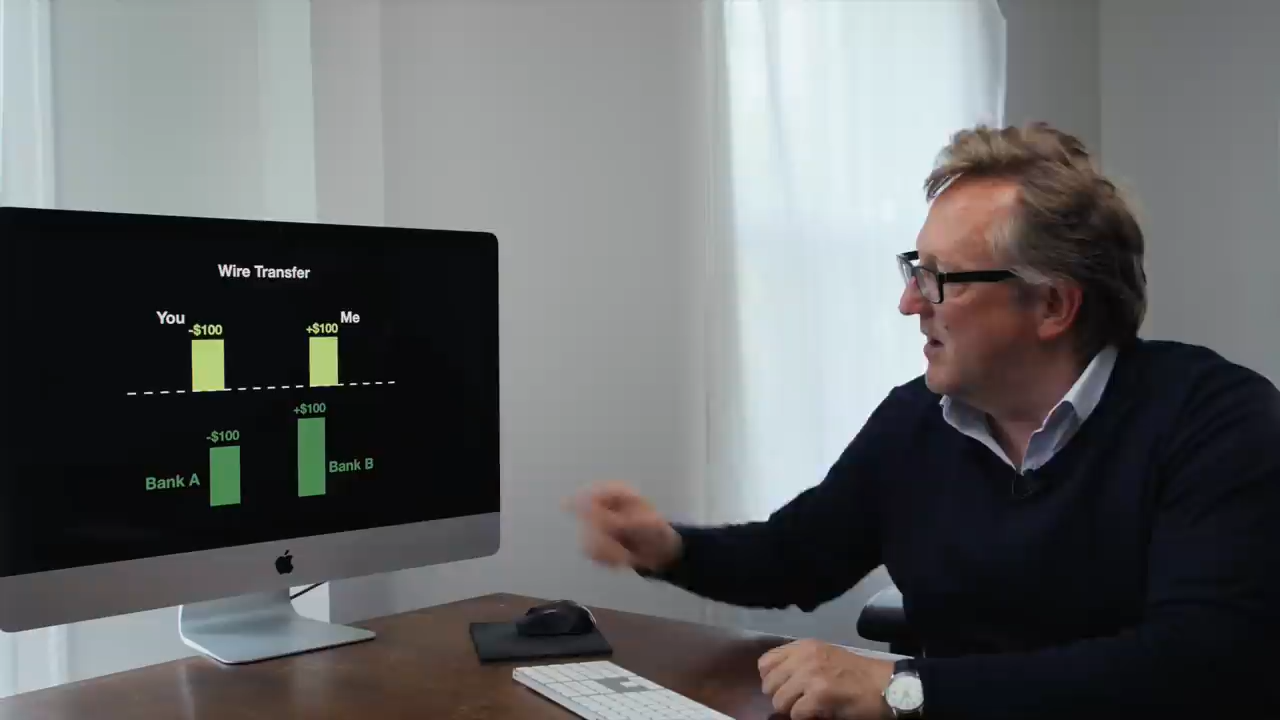 Wire Transfer
You Me
-$100 +$100
+$100
-$100
Bank A Bank B